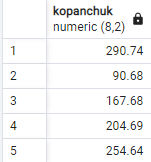 kopanchuk
numeric (8,2)
1 290.74
2 90.68
3 167.68
4 204.69
5 254.64